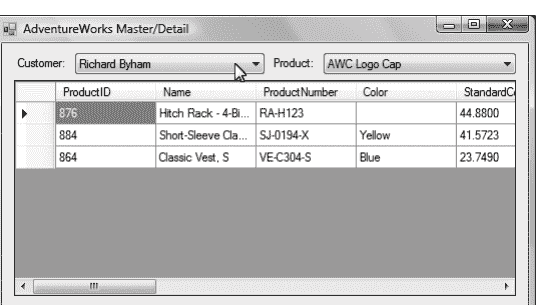 AdventureWorks Master/Detail
Customer: Richard Byham Product: AWC Logo Cap
ProductID Name ProductNumber Color StandardCo
876 Hitch Rack - 4-Bi... RA-H123 44.8800
884 Short-Sleeve Cla... SJ-0194-X Yellow 41.5723
864 Classic Vest, S VE-C304-S Blue 23.7490